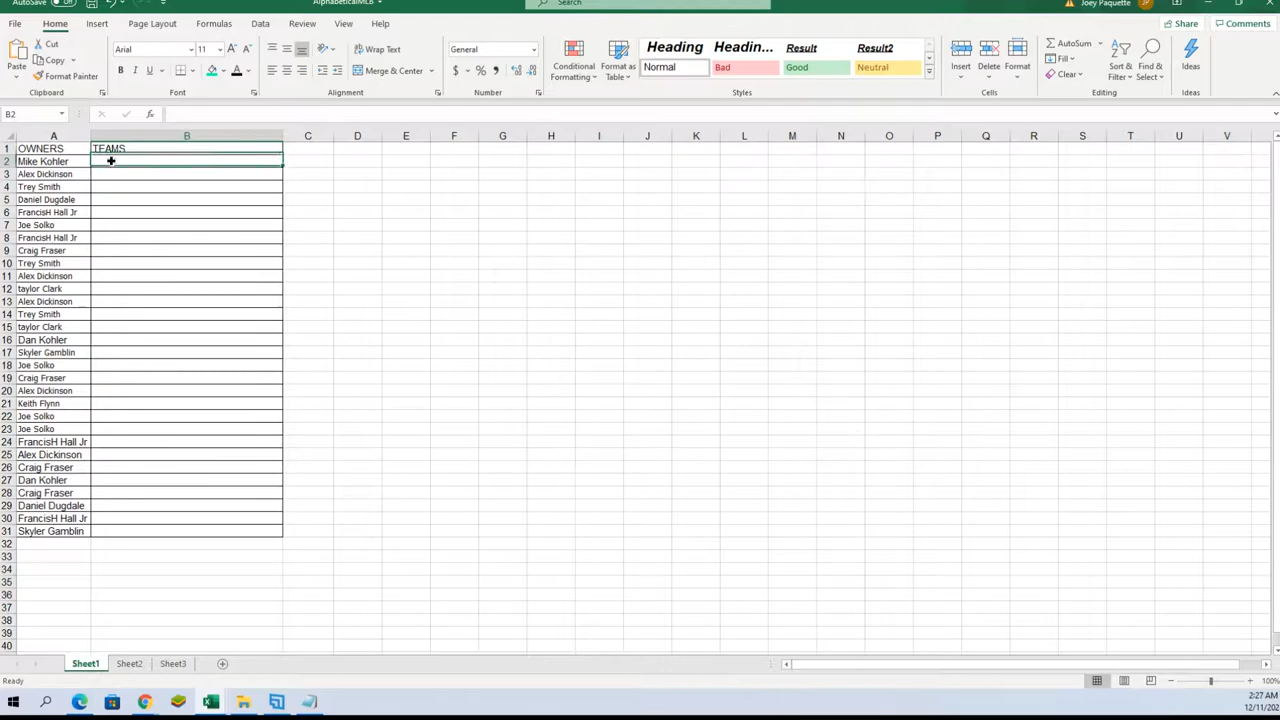 AutoSave Off AlphabeticalMLB Search Joey Paquette JP
File Home Insert Page Layout Formulas Data Review View Help Share Comments
Cut Copy Format Painter Paste Clipboard
Arial 11 A A B I U A Font
Wrap Text Merge & Center Alignment
General $ % , Number
Conditional Formatting Format as Table
Heading Headin... Result Result2
Normal Bad Good Neutral Styles
Insert Delete Format Cells
AutoSum Fill Clear Sort & Filter Find & Select Editing
Ideas Ideas
B2 fx
A B C D E F G H I J K L M N O P Q R S T U V
1 OWNERS TEAMS
2 Mike Kohler
3 Alex Dickinson
4 Trey Smith
5 Daniel Dugdale
6 FrancisH Hall Jr
7 Joe Solko
8 FrancisH Hall Jr
9 Craig Fraser
10 Trey Smith
11 Alex Dickinson
12 taylor Clark
13 Alex Dickinson
14 Trey Smith
15 taylor Clark
16 Dan Kohler
17 Skyler Gamblin
18 Joe Solko
19 Craig Fraser
20 Alex Dickinson
21 Keith Flynn
22 Joe Solko
23 Joe Solko
24 FrancisH Hall Jr
25 Alex Dickinson
26 Craig Fraser
27 Dan Kohler
28 Craig Fraser
29 Daniel Dugdale
30 FrancisH Hall Jr
31 Skyler Gamblin
32
33
34
35
36
37
38
39
40
Sheet1 Sheet2 Sheet3
Ready 100%
2:27 AM